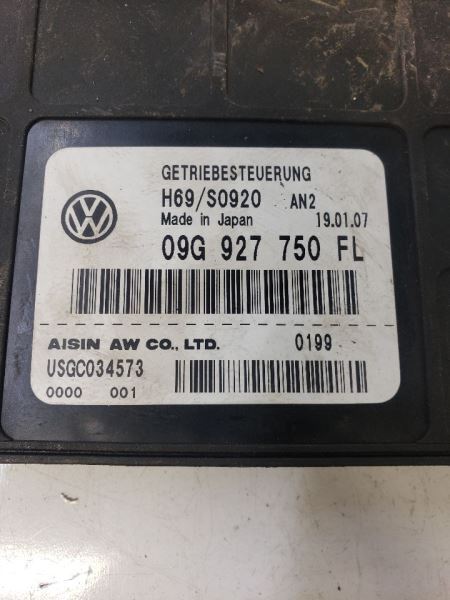 GETRIEBESTEUERUNG
H69/S0920 AN2
Made in Japan 19.01.07
09G 927 750 FL
AISIN AW CO., LTD. 0199
USGC034573
0000 001